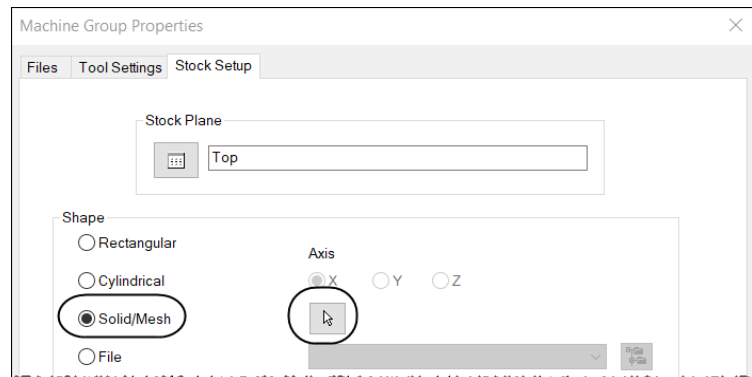 Machine Group Properties
Files Tool Settings Stock Setup
Stock Plane
Top
Shape
Rectangular
Axis
Cylindrical X Y Z
Solid/Mesh
File